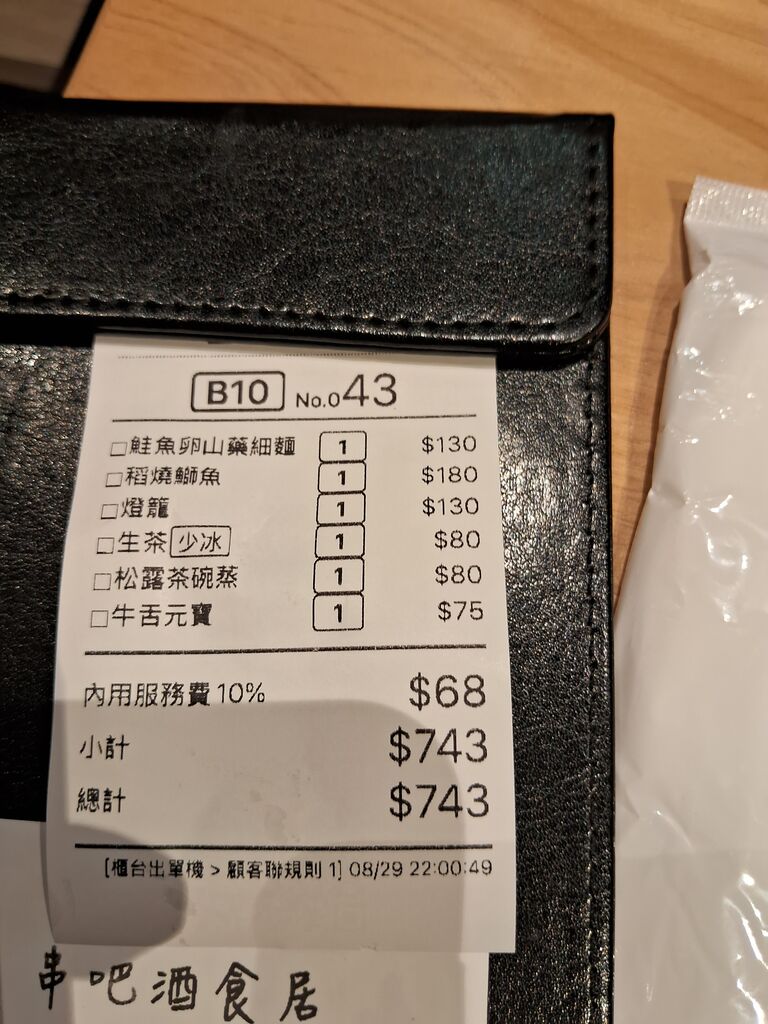 B10 No.043
□鮭魚卵山藥細麵 1 $130
□稻燒鰤魚 1 $180
□燈籠 1 $130
□生茶 少冰 1 $80
□松露茶碗蒸 1 $80
□牛舌元寶 1 $75
內用服務費10% $68
小計 $743
總計 $743
[櫃台出單機 > 顧客聯規則 1] 08/29 22:00:49
串吧酒食居